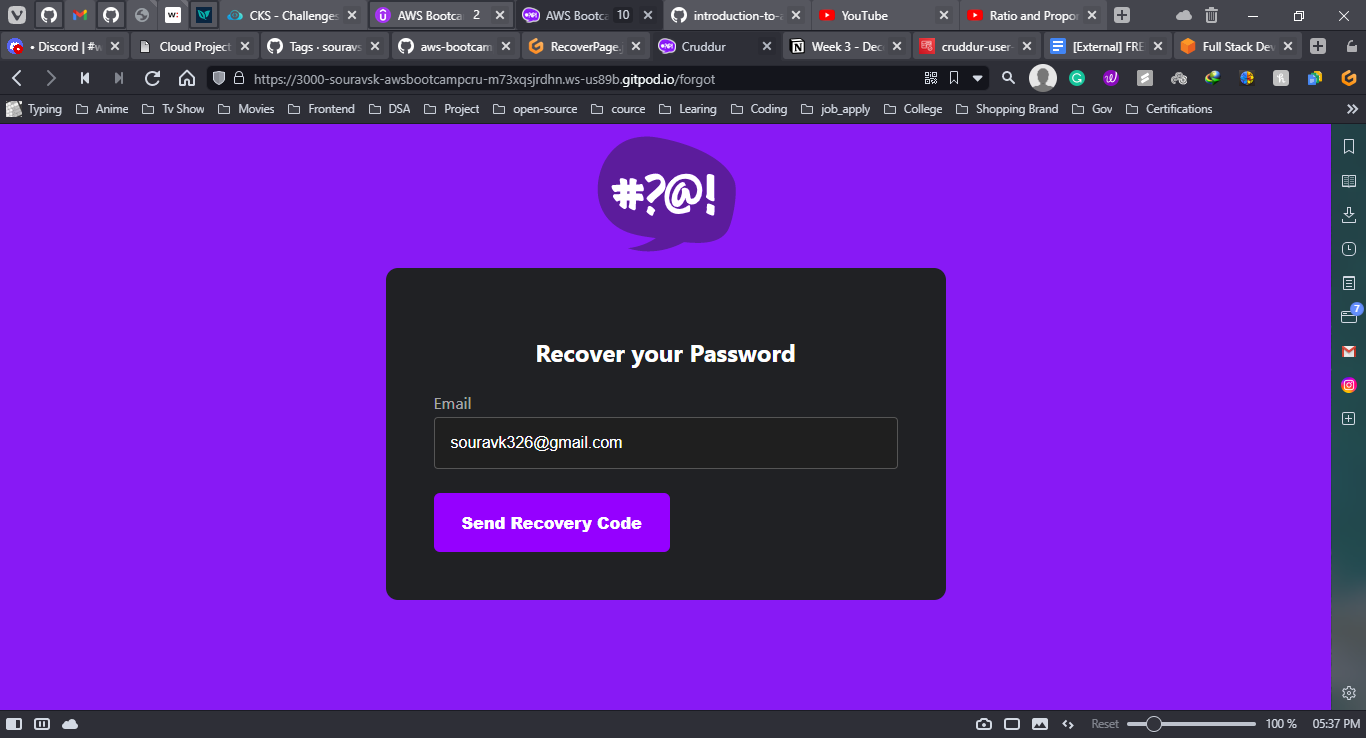 CKS - Challenges
AWS Bootca 2
AWS Bootca 10
introduction-to-a
YouTube
Ratio and Propor
• Discord | #w
Cloud Project
Tags · souravs
aws-bootcam
RecoverPage.j
Cruddur
Week 3 - Dec
cruddur-user-
[External] FRE
Full Stack Dev
https://3000-souravsk-awsbootcampcru-m73xqsjrdhn.ws-us89b.gitpod.io/forgot
Typing
Anime
Tv Show
Movies
Frontend
DSA
Project
open-source
cource
Learing
Coding
job_apply
College
Shopping Brand
Gov
Certifications
#?@!
7
Recover your Password
Email
souravk326@gmail.com
Send Recovery Code
Reset
100 %
05:37 PM